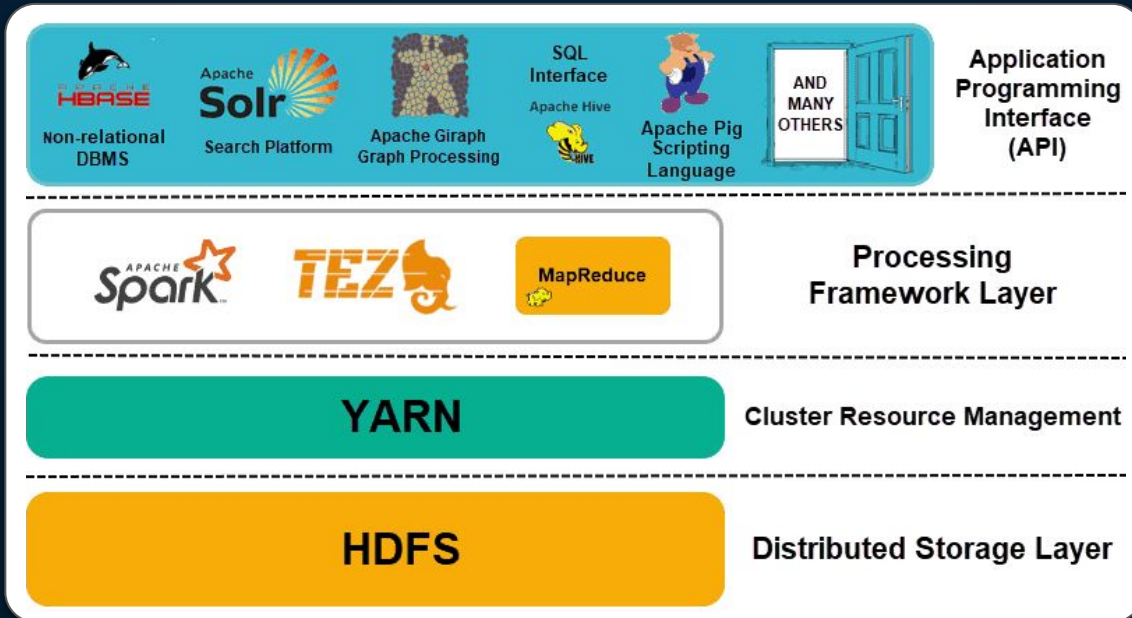 APACHE
HBASE
Non-relational
DBMS
Apache
Solr
Search Platform
Apache Giraph
Graph Processing
SQL
Interface
Apache Hive
HIVE
Apache Pig
Scripting
Language
AND
MANY
OTHERS
Application
Programming
Interface
(API)
APACHE
Spark
TM
TEZ
MapReduce
Processing
Framework Layer
YARN
Cluster Resource Management
HDFS
Distributed Storage Layer